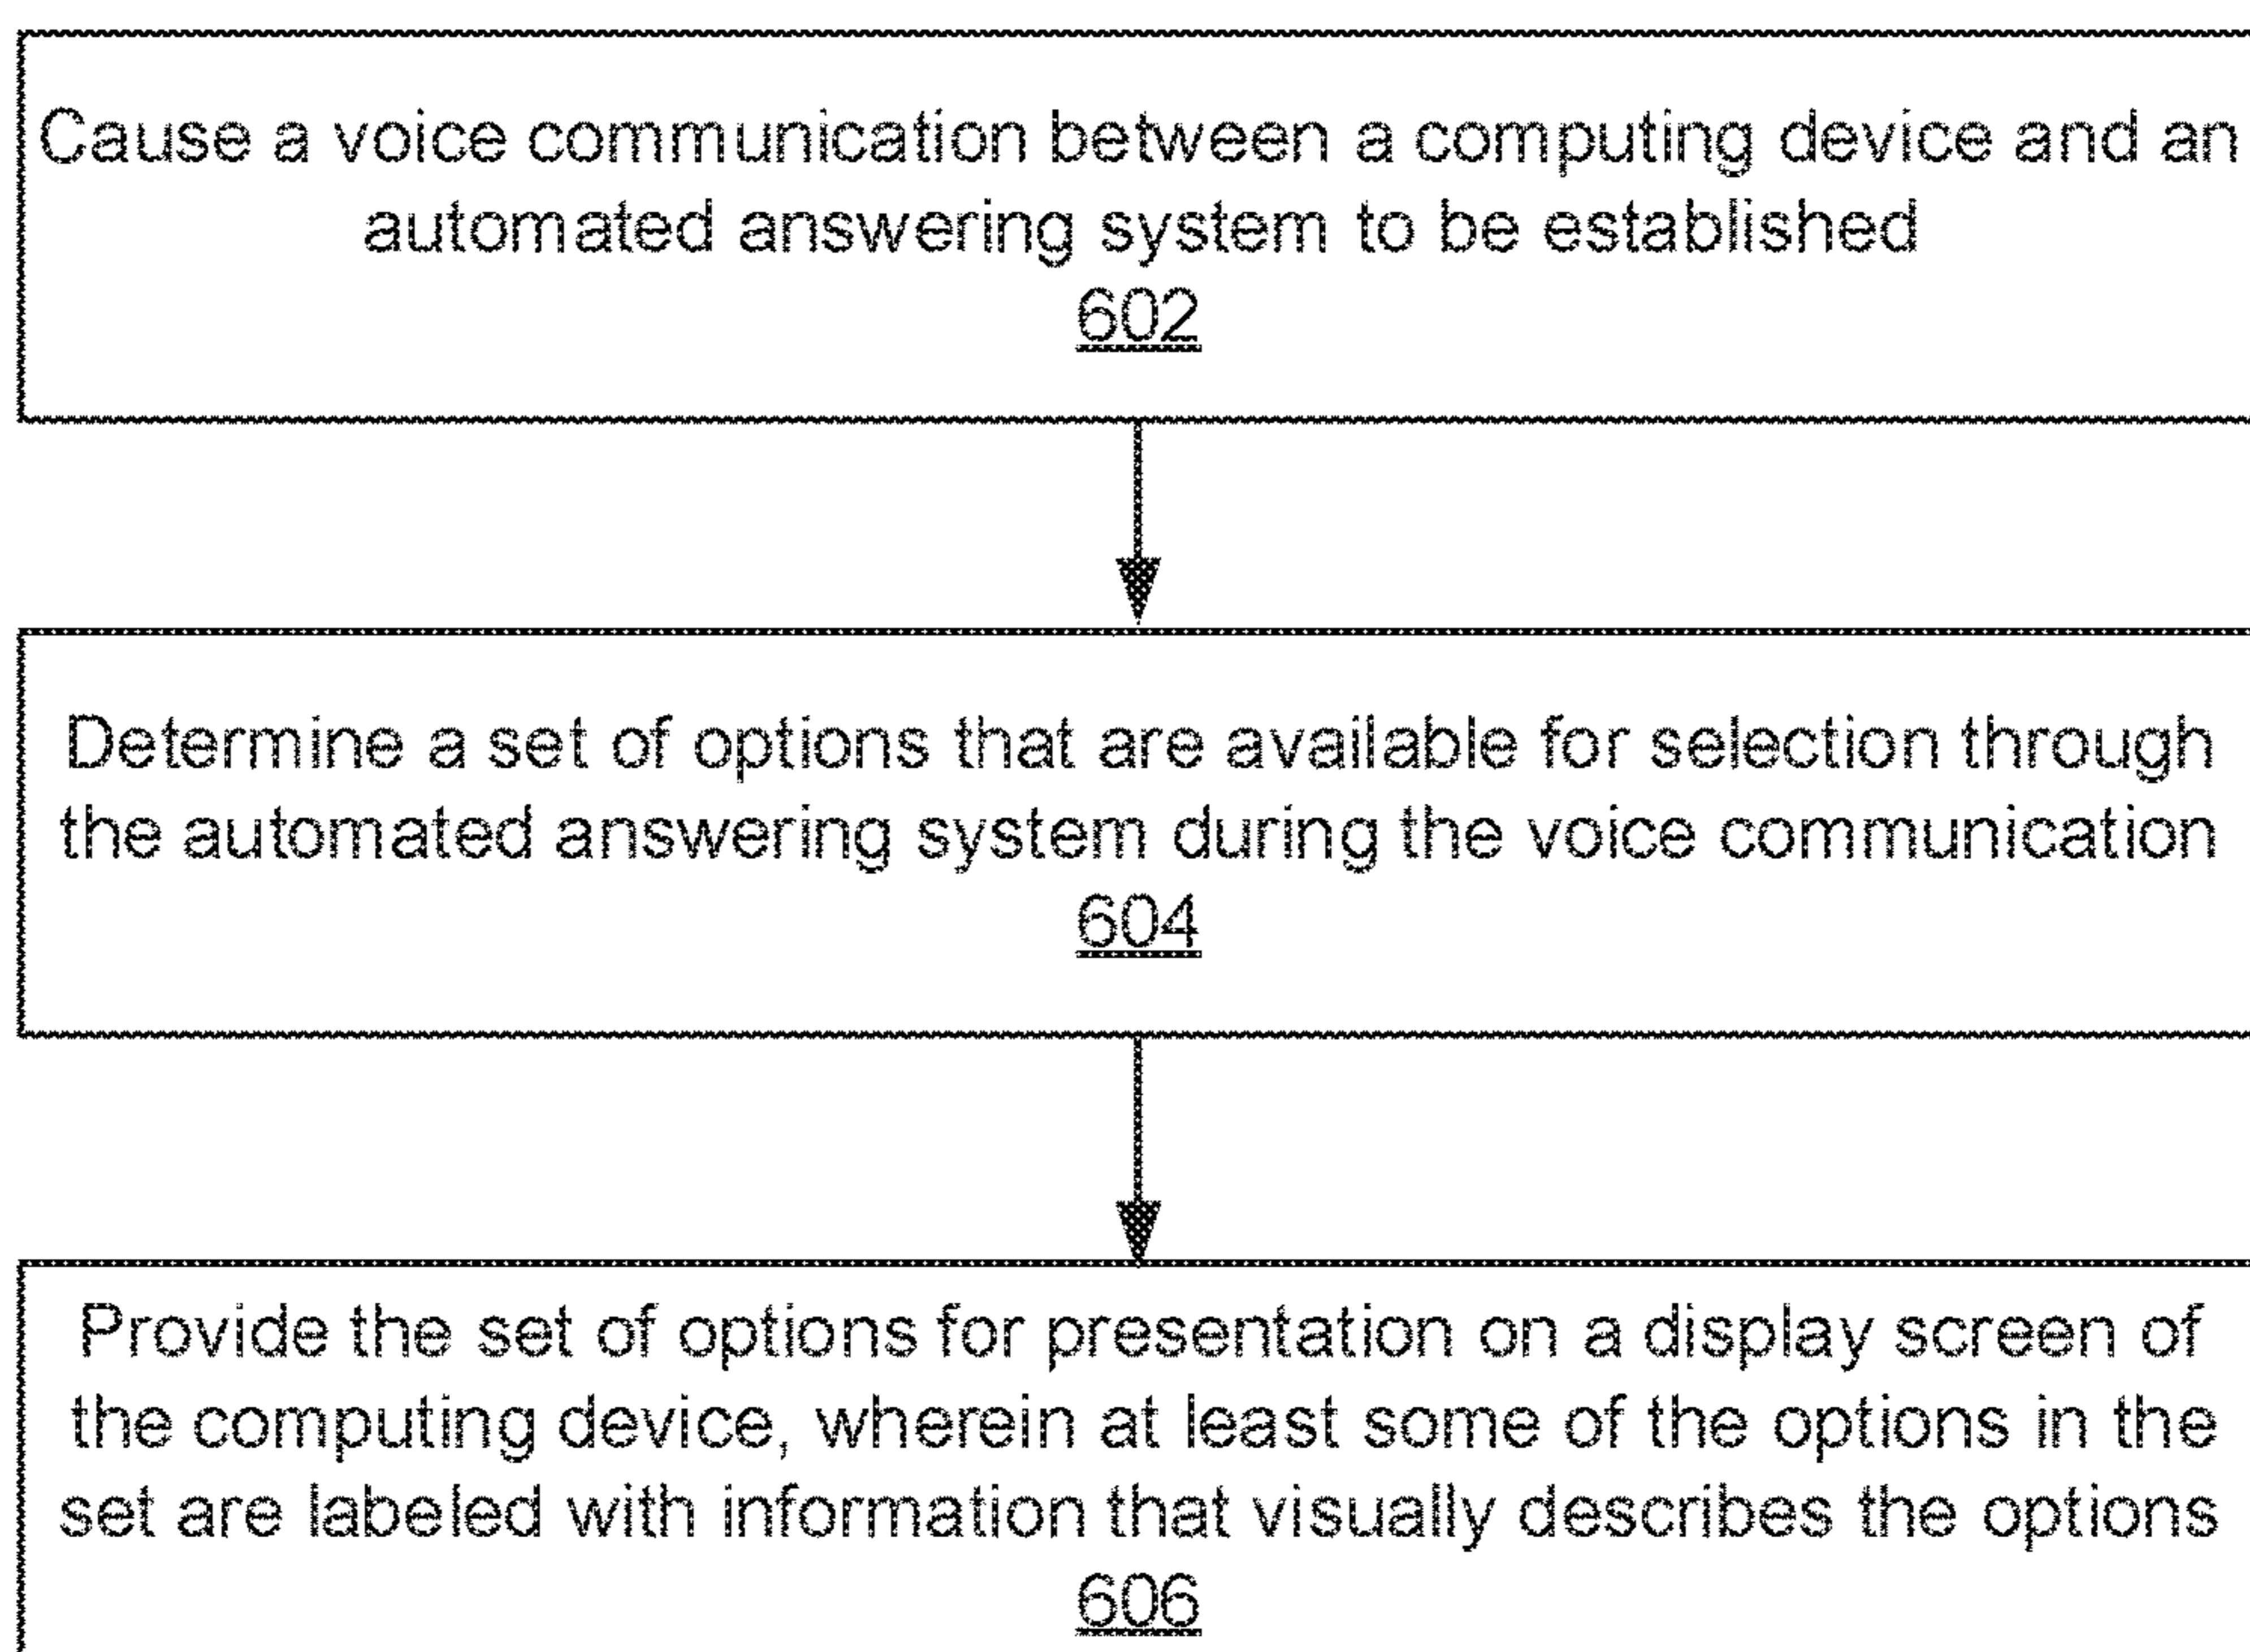 Cause a voice communication between a computing device and an
automated answering system to be established
602
Determine a set of options that are available for selection through
the automated answering system during the voice communication
604
Provide the set of options for presentation on a display screen of
the computing device, wherein at least some of the options in the
set are labeled with information that visually describes the options
606